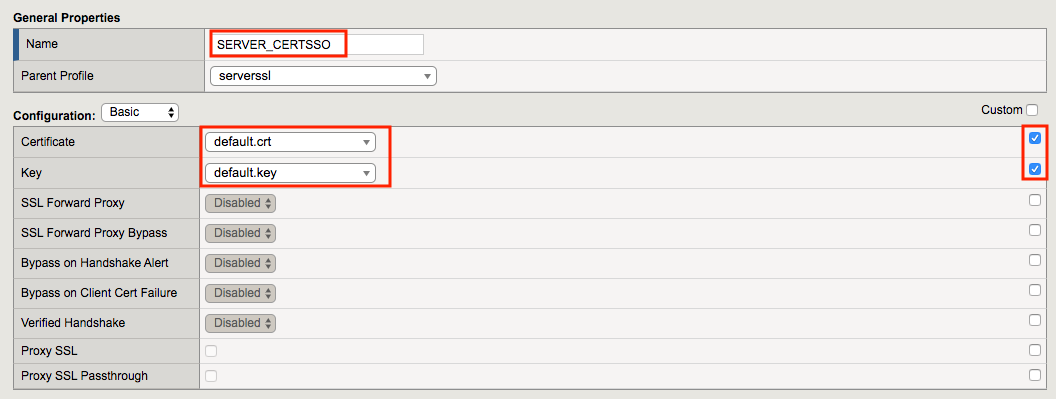 General Properties
Name SERVER_CERTSSO
Parent Profile serverssl
Configuration: Basic Custom
Certificate default.crt
Key default.key
SSL Forward Proxy Disabled
SSL Forward Proxy Bypass Disabled
Bypass on Handshake Alert Disabled
Bypass on Client Cert Failure Disabled
Verified Handshake Disabled
Proxy SSL
Proxy SSL Passthrough